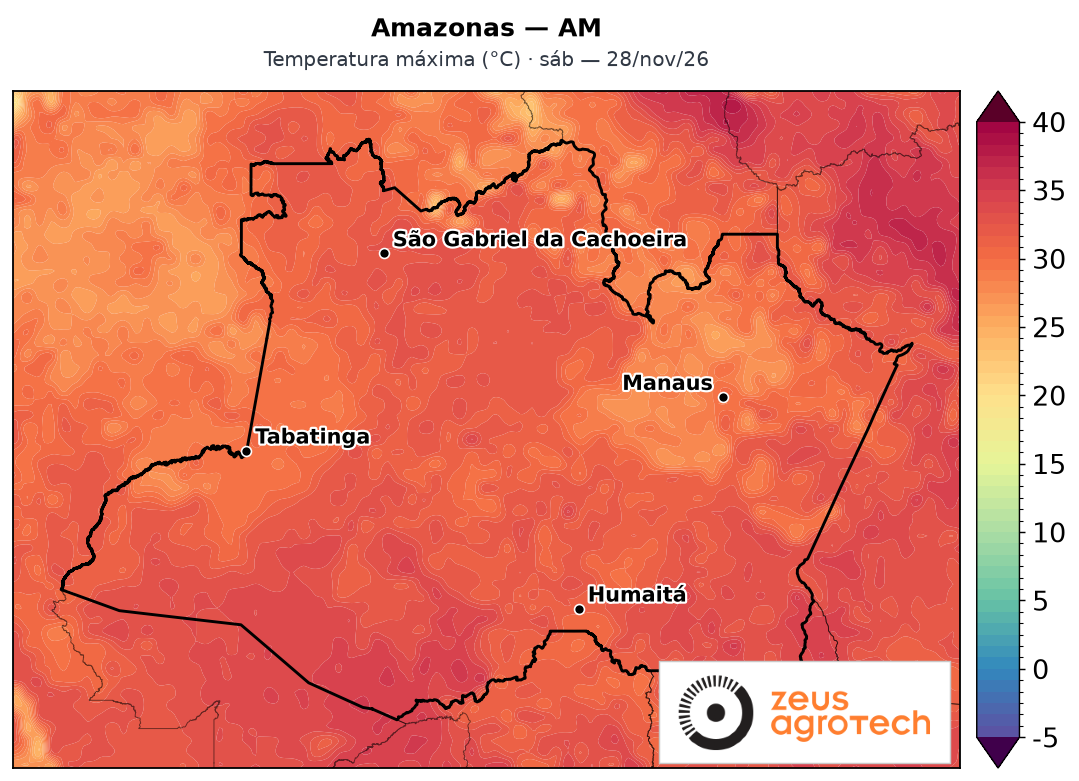 Amazonas — AM
Temperatura máxima (°C) · sáb — 28/nov/26
São Gabriel da Cachoeira
Manaus
Tabatinga
Humaitá
40
35
30
25
20
15
10
5
0
-5
zeus
agrotech